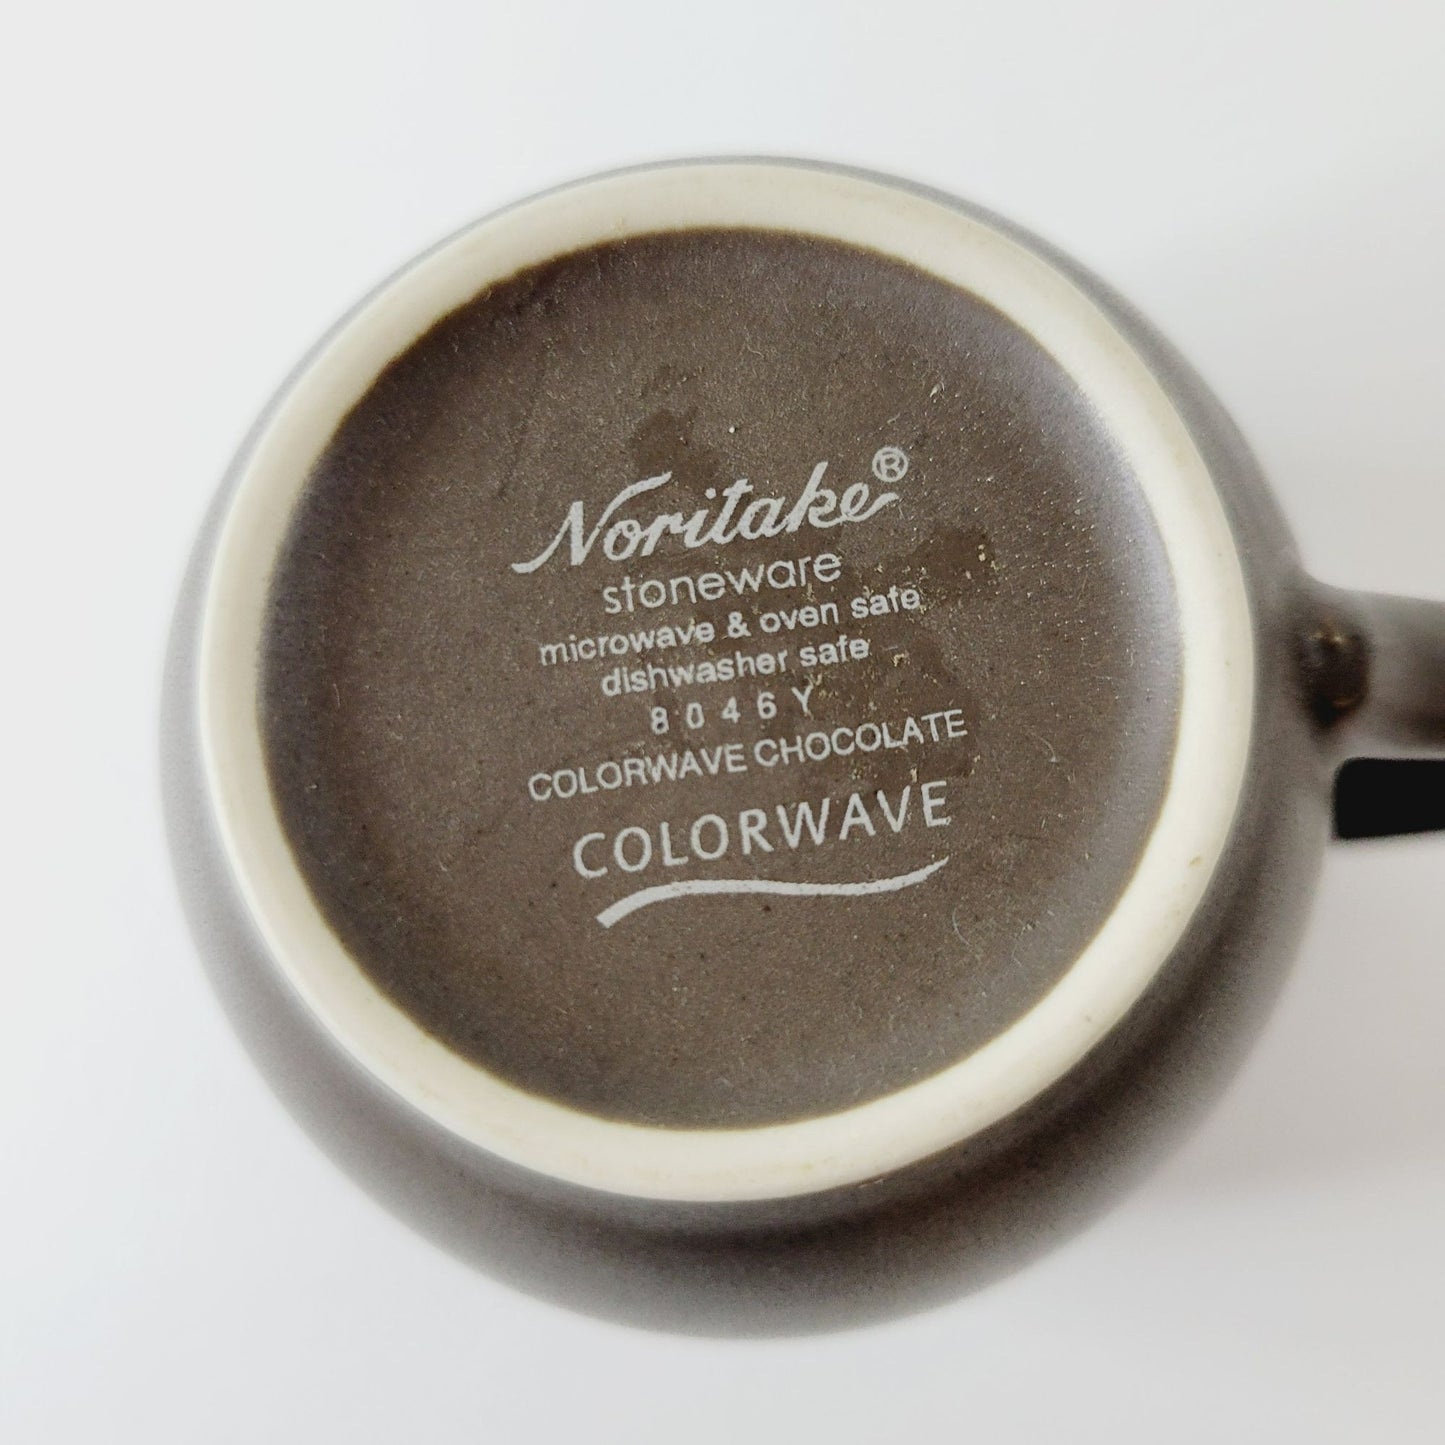 Noritake®
stoneware
microwave & oven safe
dishwasher safe
8046Y
COLORWAVE CHOCOLATE
COLORWAVE